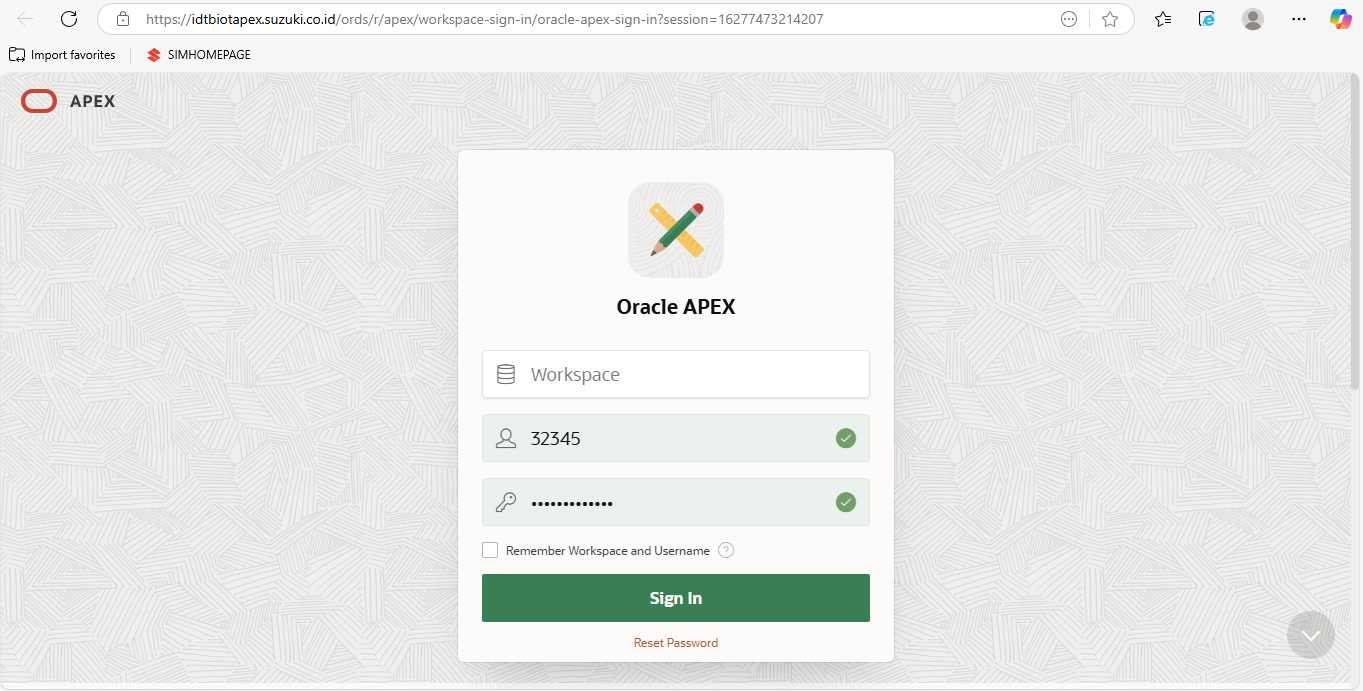 https://idtbiotapex.suzuki.co.id/ords/r/apex/workspace-sign-in/oracle-apex-sign-in?session=16277473214207
Import favorites
SIMHOMEPAGE
APEX
Oracle APEX
Workspace
32345
•••••••••••••
Remember Workspace and Username ?
Sign In
Reset Password